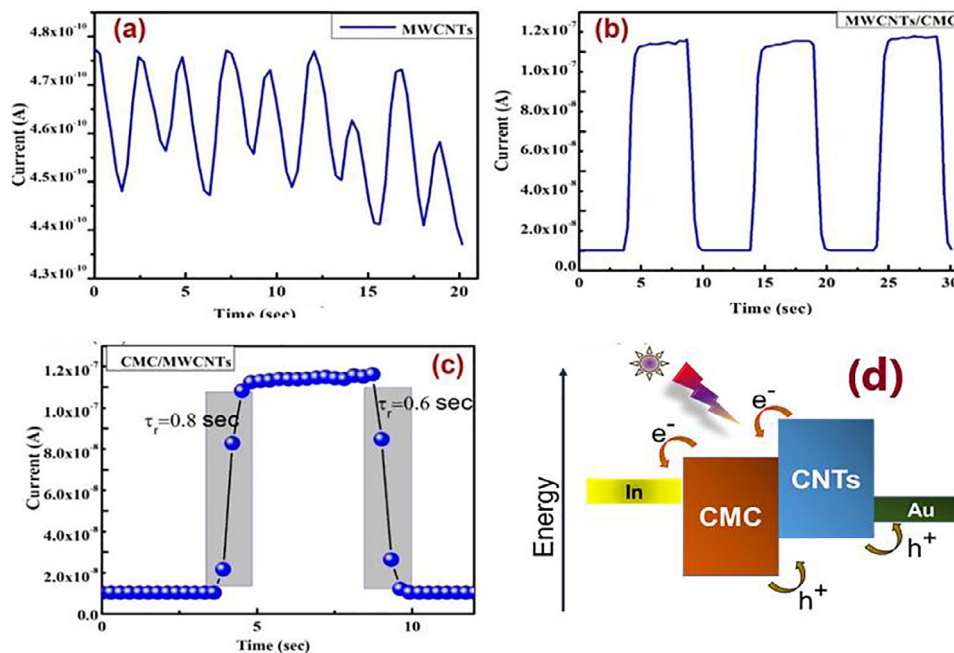 (a)
MWCNTs
4.8x10⁻¹⁰
4.7x10⁻¹⁰
4.6x10⁻¹⁰
4.5x10⁻¹⁰
4.4x10⁻¹⁰
4.3x10⁻¹⁰
Current (A)
0 5 10 15 20
Time (sec)
(b)
MWCNTs/CMC
1.2x10⁻⁷
1.0x10⁻⁷
8.0x10⁻⁸
6.0x10⁻⁸
4.0x10⁻⁸
2.0x10⁻⁸
0.0
Current (A)
0 5 10 15 20 25 30
Time (sec)
CMC/MWCNTs
(c)
1.2x10⁻⁷
1.0x10⁻⁷
8.0x10⁻⁸
6.0x10⁻⁸
4.0x10⁻⁸
2.0x10⁻⁸
0.0
Current (A)
τr=0.8 sec
τr=0.6 sec
0 5 10
Time (sec)
(d)
Energy
e⁻
e⁻
In
CMC
CNTs
Au
h⁺
h⁺